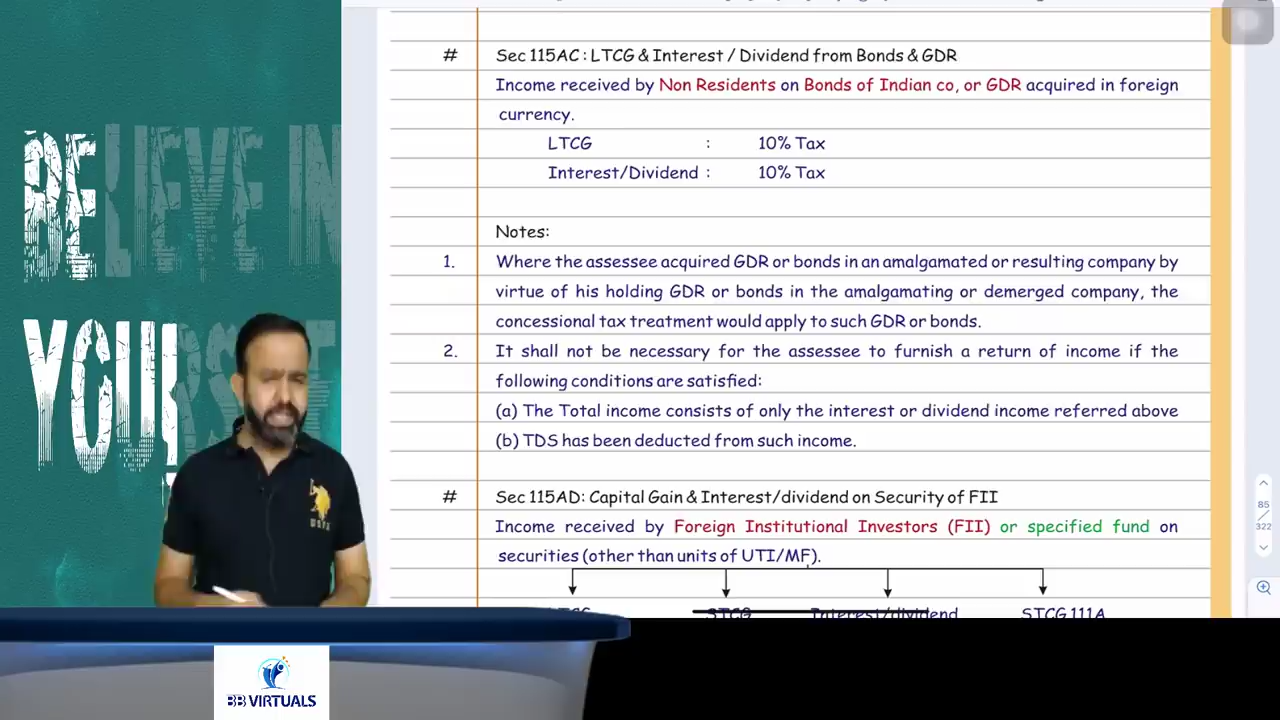 # Sec 115AC : LTCG & Interest / Dividend from Bonds & GDR
Income received by Non Residents on Bonds of Indian co, or GDR acquired in foreign
currency.
LTCG : 10% Tax
Interest/Dividend : 10% Tax
Notes:
1. Where the assessee acquired GDR or bonds in an amalgamated or resulting company by
virtue of his holding GDR or bonds in the amalgamating or demerged company, the
concessional tax treatment would apply to such GDR or bonds.
2. It shall not be necessary for the assessee to furnish a return of income if the
following conditions are satisfied:
(a) The Total income consists of only the interest or dividend income referred above
(b) TDS has been deducted from such income.
# Sec 115AD: Capital Gain & Interest/dividend on Security of FII
Income received by Foreign Institutional Investors (FII) or specified fund on
securities (other than units of UTI/MF).
LTCG STCG Interest/dividend STCG 111A
85
322
BELIEVE IN
BB VIRTUALS